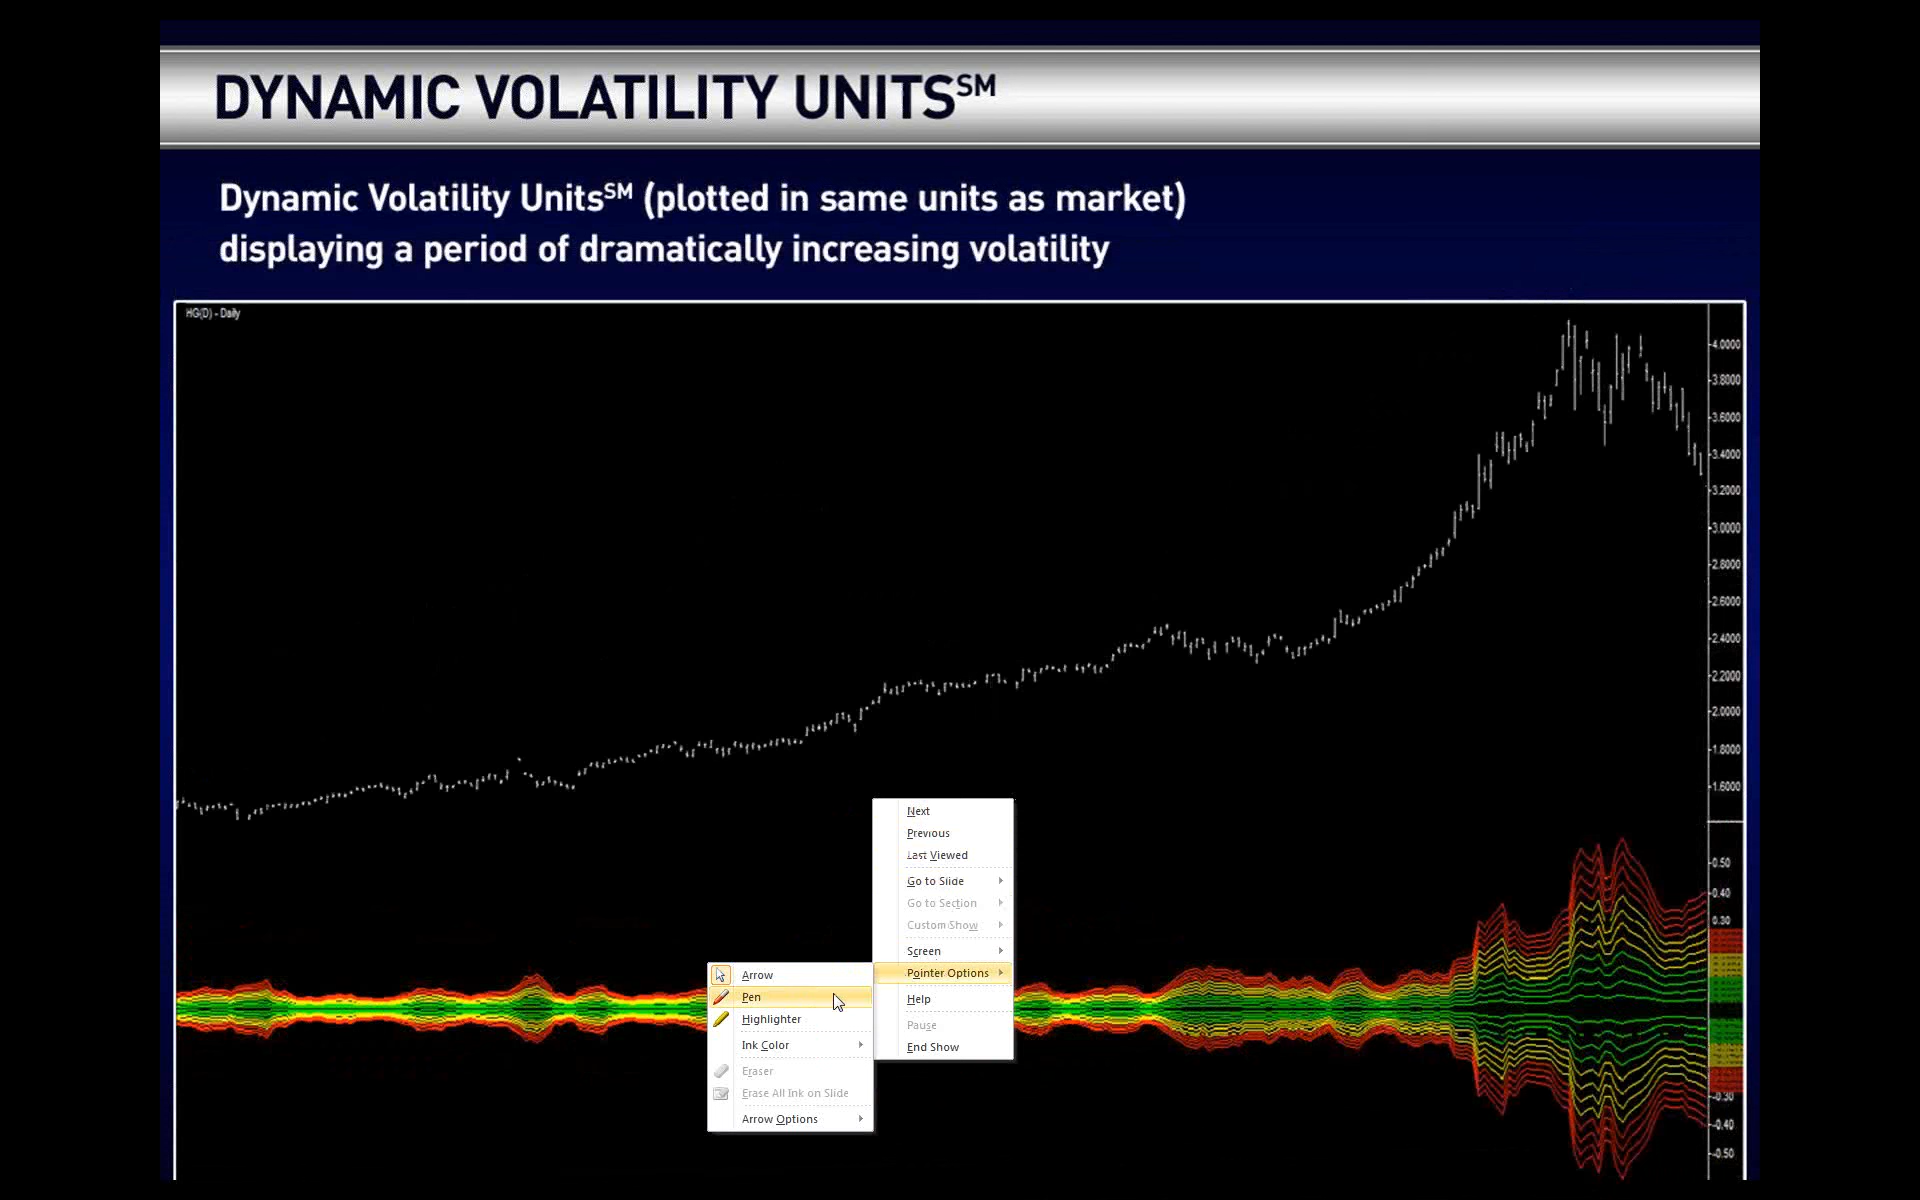 DYNAMIC VOLATILITY UNITS℠
Dynamic Volatility Units℠ (plotted in same units as market)
displaying a period of dramatically increasing volatility
HG(D) - Daily
4.0000
3.8000
3.6000
3.4000
3.2000
3.0000
2.8000
2.6000
2.4000
2.2000
2.0000
1.8000
1.6000
0.50
0.40
0.30
-0.30
-0.40
-0.50
Next
Previous
Last Viewed
Go to Slide
Go to Section
Custom Show
Screen
Pointer Options
Help
Pause
End Show
Arrow
Pen
Highlighter
Ink Color
Eraser
Erase All Ink on Slide
Arrow Options